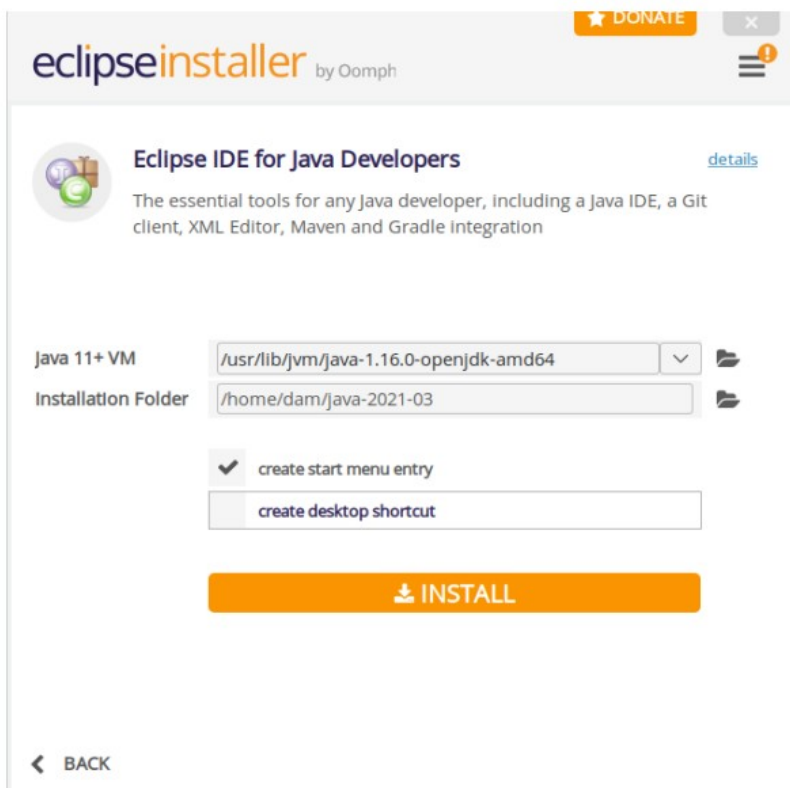 DONATE
eclipseinstaller by Oomph
Eclipse IDE for Java Developers
details
The essential tools for any Java developer, including a Java IDE, a Git
client, XML Editor, Maven and Gradle integration
Java 11+ VM
/usr/lib/jvm/java-1.16.0-openjdk-amd64
Installation Folder
/home/dam/java-2021-03
create start menu entry
create desktop shortcut
INSTALL
BACK